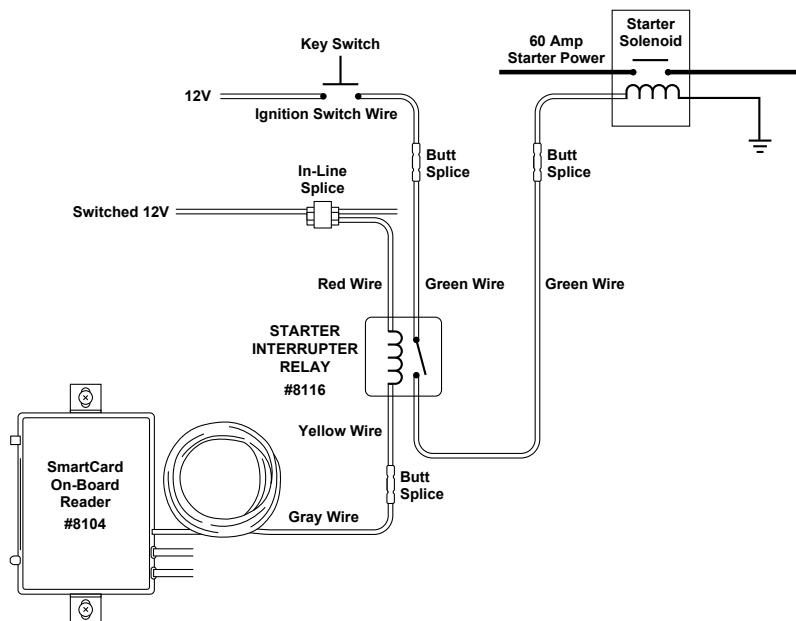 Key Switch
12V
Ignition Switch Wire
60 Amp
Starter Power
Starter
Solenoid
Butt
Splice
Butt
Splice
In-Line
Splice
Switched 12V
Red Wire
Green Wire
Green Wire
STARTER
INTERRUPTER
RELAY
#8116
Yellow Wire
Butt
Splice
Gray Wire
SmartCard
On-Board
Reader
#8104